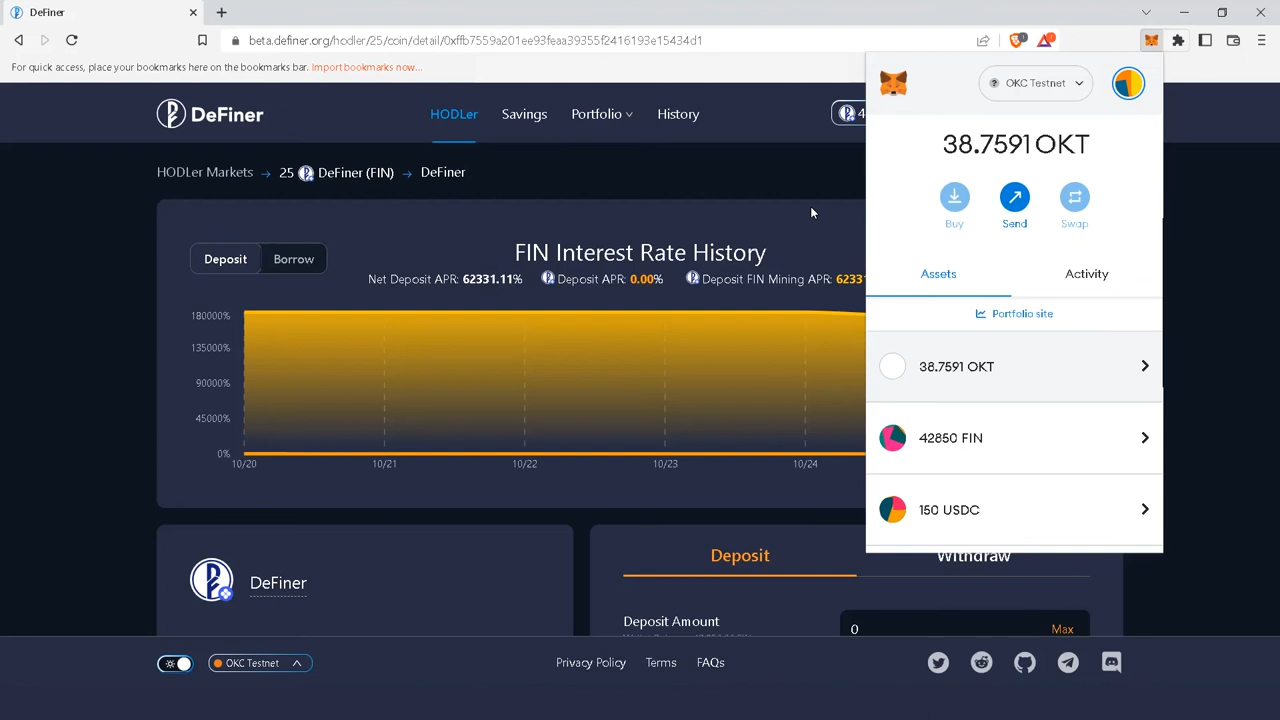 DeFiner
beta.definer.org/hodler/25/coin/detail/0xffb7559a201ee93feaa39355f2416193e15434d1
For quick access, place your bookmarks here on the bookmarks bar. Import bookmarks now...
DeFiner
HODLer
Savings
Portfolio
History
4
HODLer Markets → 25 DeFiner (FIN) → DeFiner
Deposit
Borrow
FIN Interest Rate History
Net Deposit APR: 62331.11% Deposit APR: 0.00% Deposit FIN Mining APR: 6233
180000%
135000%
90000%
45000%
0%
10/20 10/21 10/22 10/23 10/24
DeFiner
Deposit
Withdraw
Deposit Amount
0
Max
OKC Testnet
38.7591 OKT
Buy
Send
Swap
Assets
Activity
Portfolio site
38.7591 OKT
42850 FIN
150 USDC
OKC Testnet
Privacy Policy
Terms
FAQs